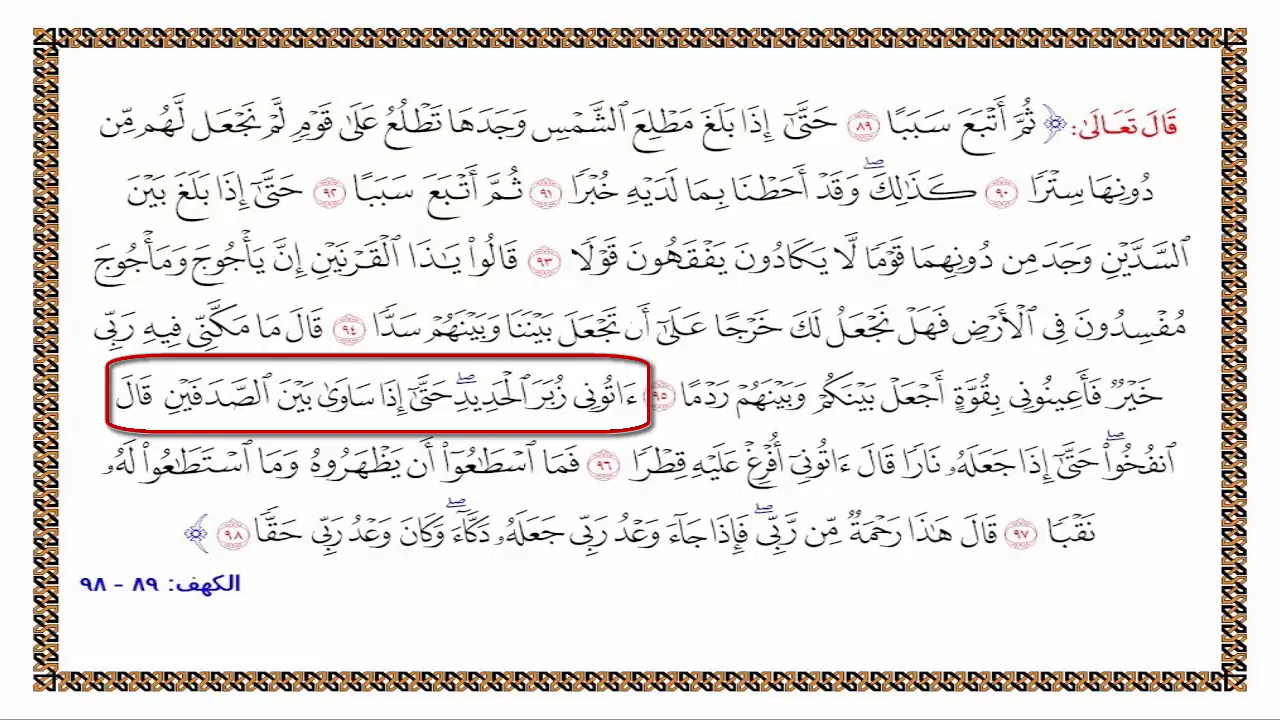 قَالَ تَعَالَىٰ: ﴿ ثُمَّ أَتْبَعَ سَبَبًا ٨٩ حَتَّىٰٓ إِذَا بَلَغَ مَطْلِعَ ٱلشَّمْسِ وَجَدَهَا تَطْلُعُ عَلَىٰ قَوْمٍ لَّمْ نَجْعَل لَّهُم مِّن
دُونِهَا سِتْرًا ٩٠ كَذَٰلِكَۖ وَقَدْ أَحَطْنَا بِمَا لَدَيْهِ خُبْرًا ٩١ ثُمَّ أَتْبَعَ سَبَبًا ٩٢ حَتَّىٰٓ إِذَا بَلَغَ بَيْنَ
ٱلسَّدَّيْنِ وَجَدَ مِن دُونِهِمَا قَوْمًا لَّا يَكَادُونَ يَفْقَهُونَ قَوْلًا ٩٣ قَالُوا۟ يَـٰذَا ٱلْقَرْنَيْنِ إِنَّ يَأْجُوجَ وَمَأْجُوجَ
مُفْسِدُونَ فِى ٱلْأَرْضِ فَهَلْ نَجْعَلُ لَكَ خَرْجًا عَلَىٰٓ أَن تَجْعَلَ بَيْنَنَا وَبَيْنَهُمْ سَدًّا ٩٤ قَالَ مَا مَكَّنِّى فِيهِ رَبِّى
خَيْرٌ فَأَعِينُونِى بِقُوَّةٍ أَجْعَلْ بَيْنَكُمْ وَبَيْنَهُمْ رَدْمًا ٩٥ ءَاتُونِى زُبَرَ ٱلْحَدِيدِۖ حَتَّىٰٓ إِذَا سَاوَىٰ بَيْنَ ٱلصَّدَفَيْنِ قَالَ
ٱنفُخُوا۟ۖ حَتَّىٰٓ إِذَا جَعَلَهُۥ نَارًا قَالَ ءَاتُونِىٓ أُفْرِغْ عَلَيْهِ قِطْرًا ٩٦ فَمَا ٱسْطَـٰعُوٓا۟ أَن يَظْهَرُوهُ وَمَا ٱسْتَطَـٰعُوا۟ لَهُۥ
نَقْبًا ٩٧ قَالَ هَـٰذَا رَحْمَةٌ مِّن رَّبِّىۖ فَإِذَا جَآءَ وَعْدُ رَبِّى جَعَلَهُۥ دَكَّآءَۖ وَكَانَ وَعْدُ رَبِّى حَقًّا ٩٨ ﴾
الكهف: ٨٩ - ٩٨